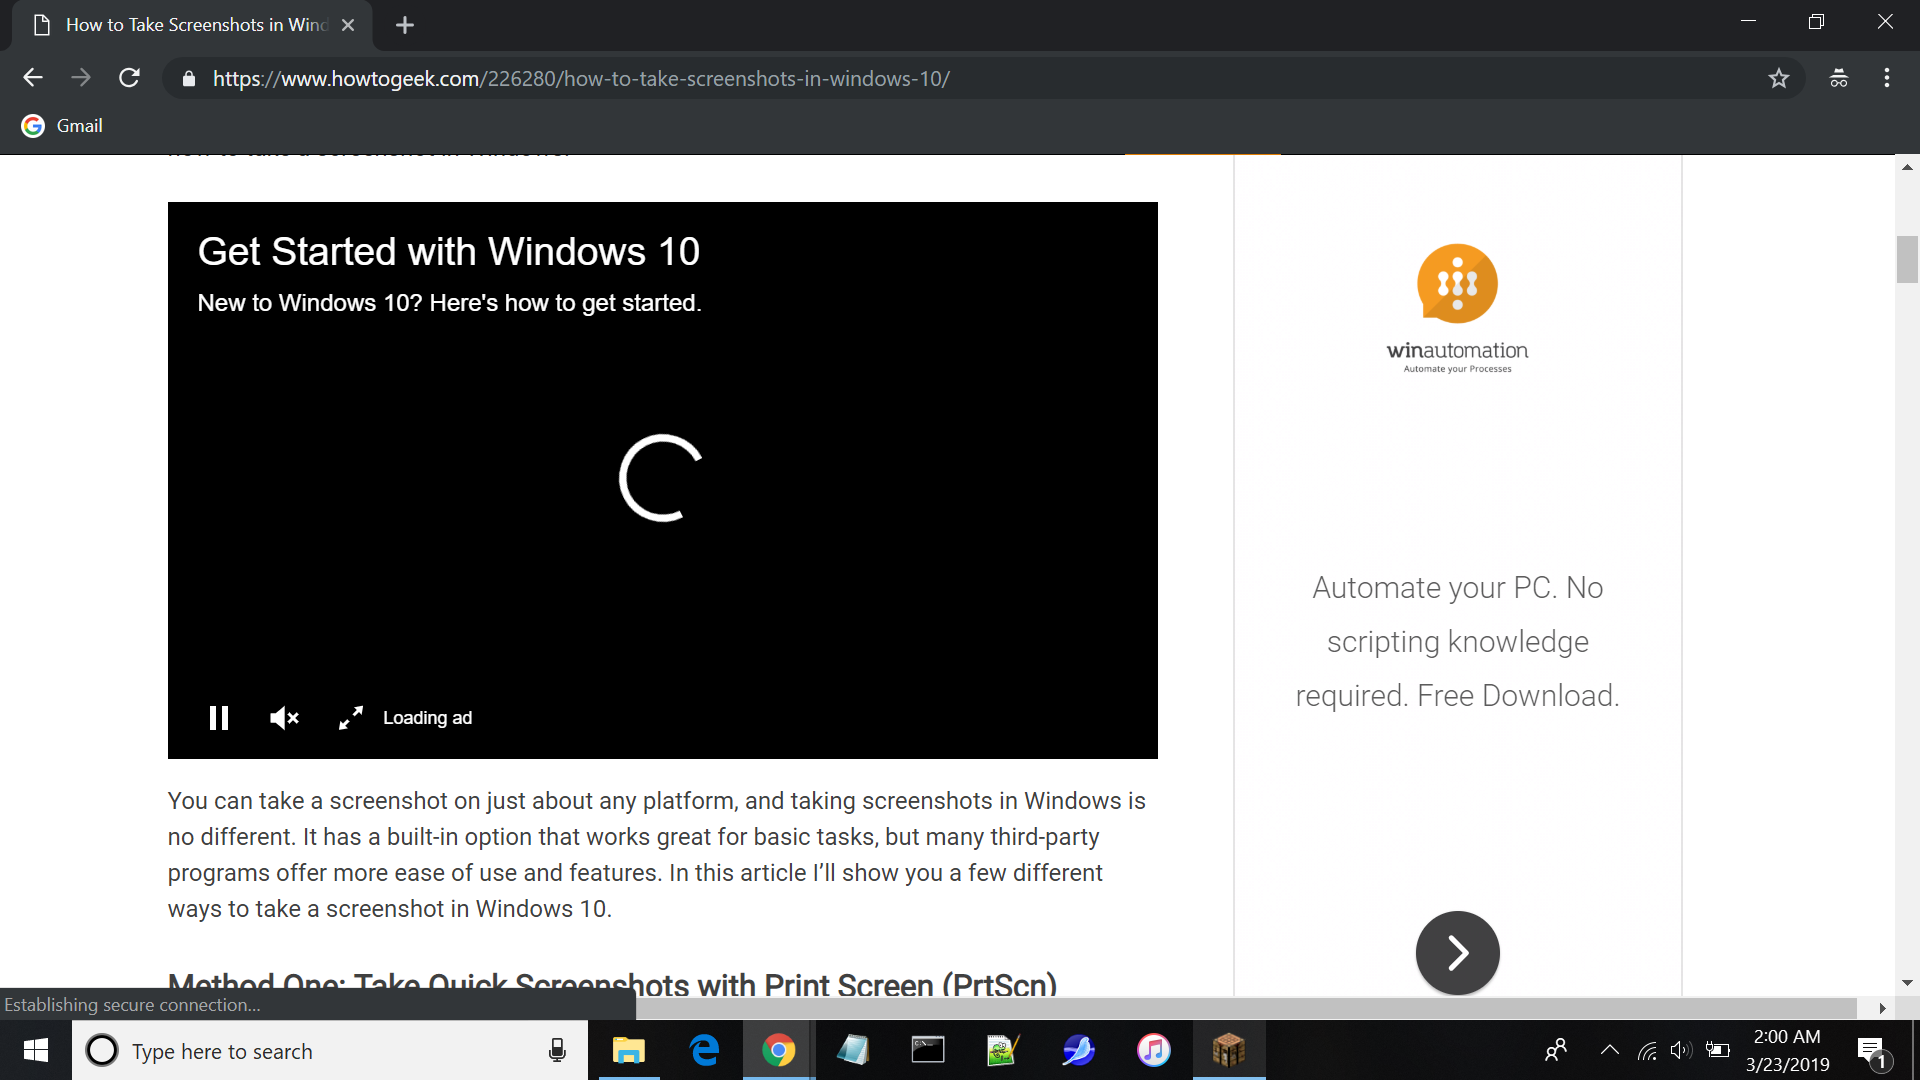 How to Take Screenshots in Wind
https://www.howtogeek.com/226280/how-to-take-screenshots-in-windows-10/
Gmail
Get Started with Windows 10
New to Windows 10? Here's how to get started.
Loading ad
winautomation
Automate your Processes
Automate your PC. No
scripting knowledge
required. Free Download.
You can take a screenshot on just about any platform, and taking screenshots in Windows is
no different. It has a built-in option that works great for basic tasks, but many third-party
programs offer more ease of use and features. In this article I’ll show you a few different
ways to take a screenshot in Windows 10.
Method One: Take Quick Screenshots with Print Screen (PrtScn)
Establishing secure connection...
Type here to search
2:00 AM
3/23/2019
1